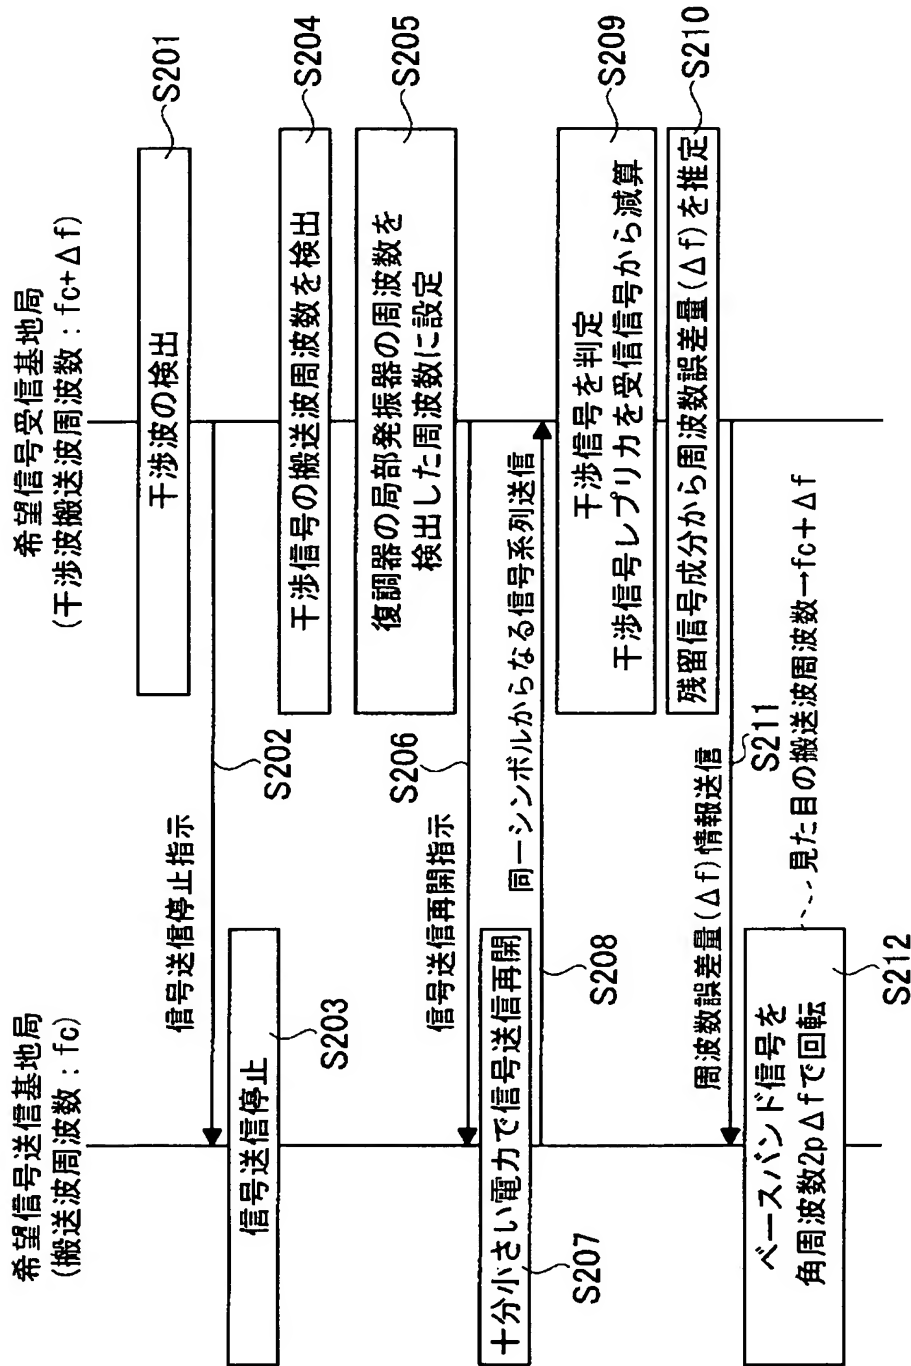 希望信号送信基地局
(搬送波周波数：fc)
希望信号受信基地局
(干渉波搬送波周波数：fc+Δf)
干渉波の検出
S201
信号送信停止指示
S202
信号送信停止
S203
干渉信号の搬送波周波数を検出
S204
復調器の局部発振器の周波数を
検出した周波数に設定
S205
信号送信再開指示
S206
十分小さい電力で信号送信再開
S207
同一シンボルからなる信号系列送信
S208
干渉信号を判定
干渉信号レプリカを受信信号から減算
S209
残留信号成分から周波数誤差量(Δf)を推定
S210
周波数誤差量(Δf)情報送信
S211
ベースバンド信号を
角周波数2pΔfで回転
S212
見た目の搬送波周波数→fc+Δf